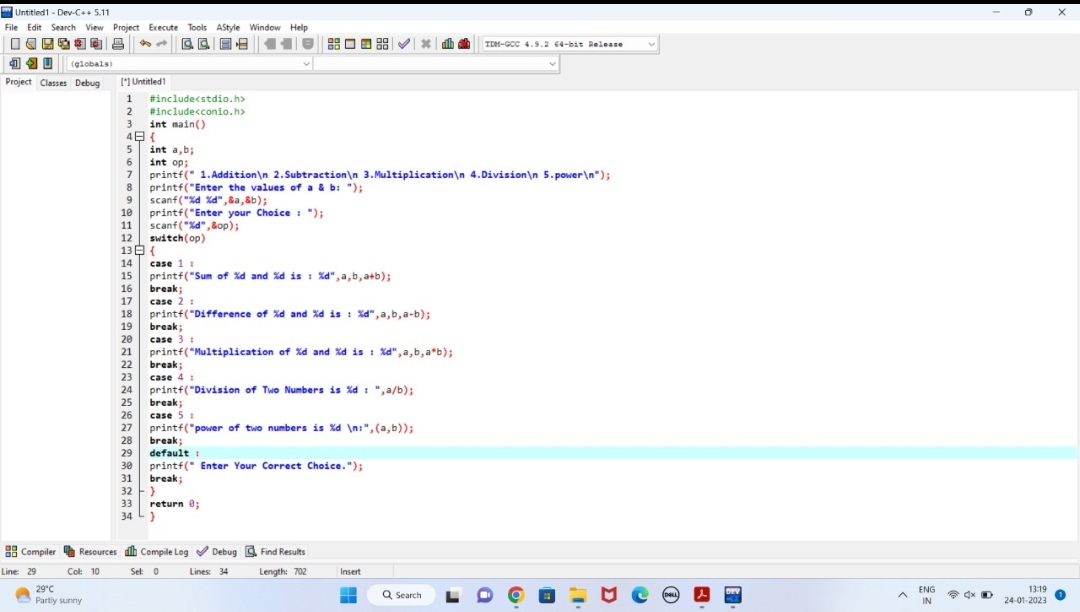 Untitled1 - Dev-C++ 5.11
File Edit Search View Project Execute Tools AStyle Window Help
TDM-GCC 4.9.2 64-bit Release
(globals)
Project Classes Debug [*] Untitled1
1 #include<stdio.h>
2 #include<conio.h>
3 int main()
4 {
5 int a,b;
6 int op;
7 printf(" 1.Addition\n 2.Subtraction\n 3.Multiplication\n 4.Division\n 5.power\n");
8 printf("Enter the values of a & b: ");
9 scanf("%d %d",&a,&b);
10 printf("Enter your Choice : ");
11 scanf("%d",&op);
12 switch(op)
13 {
14 case 1 :
15 printf("Sum of %d and %d is : %d",a,b,a+b);
16 break;
17 case 2 :
18 printf("Difference of %d and %d is : %d",a,b,a-b);
19 break;
20 case 3 :
21 printf("Multiplication of %d and %d is : %d",a,b,a*b);
22 break;
23 case 4 :
24 printf("Division of Two Numbers is %d : ",a/b);
25 break;
26 case 5 :
27 printf("power of two numbers is %d \n:",(a,b));
28 break;
29 default :
30 printf(" Enter Your Correct Choice.");
31 break;
32 }
33 return 0;
34 }
Compiler Resources Compile Log Debug Find Results
Line: 29 Col: 10 Sel: 0 Lines: 34 Length: 702 Insert
29°C
Partly sunny
Search
DELL
DEV
ENG
IN
13:19
24-01-2023
1